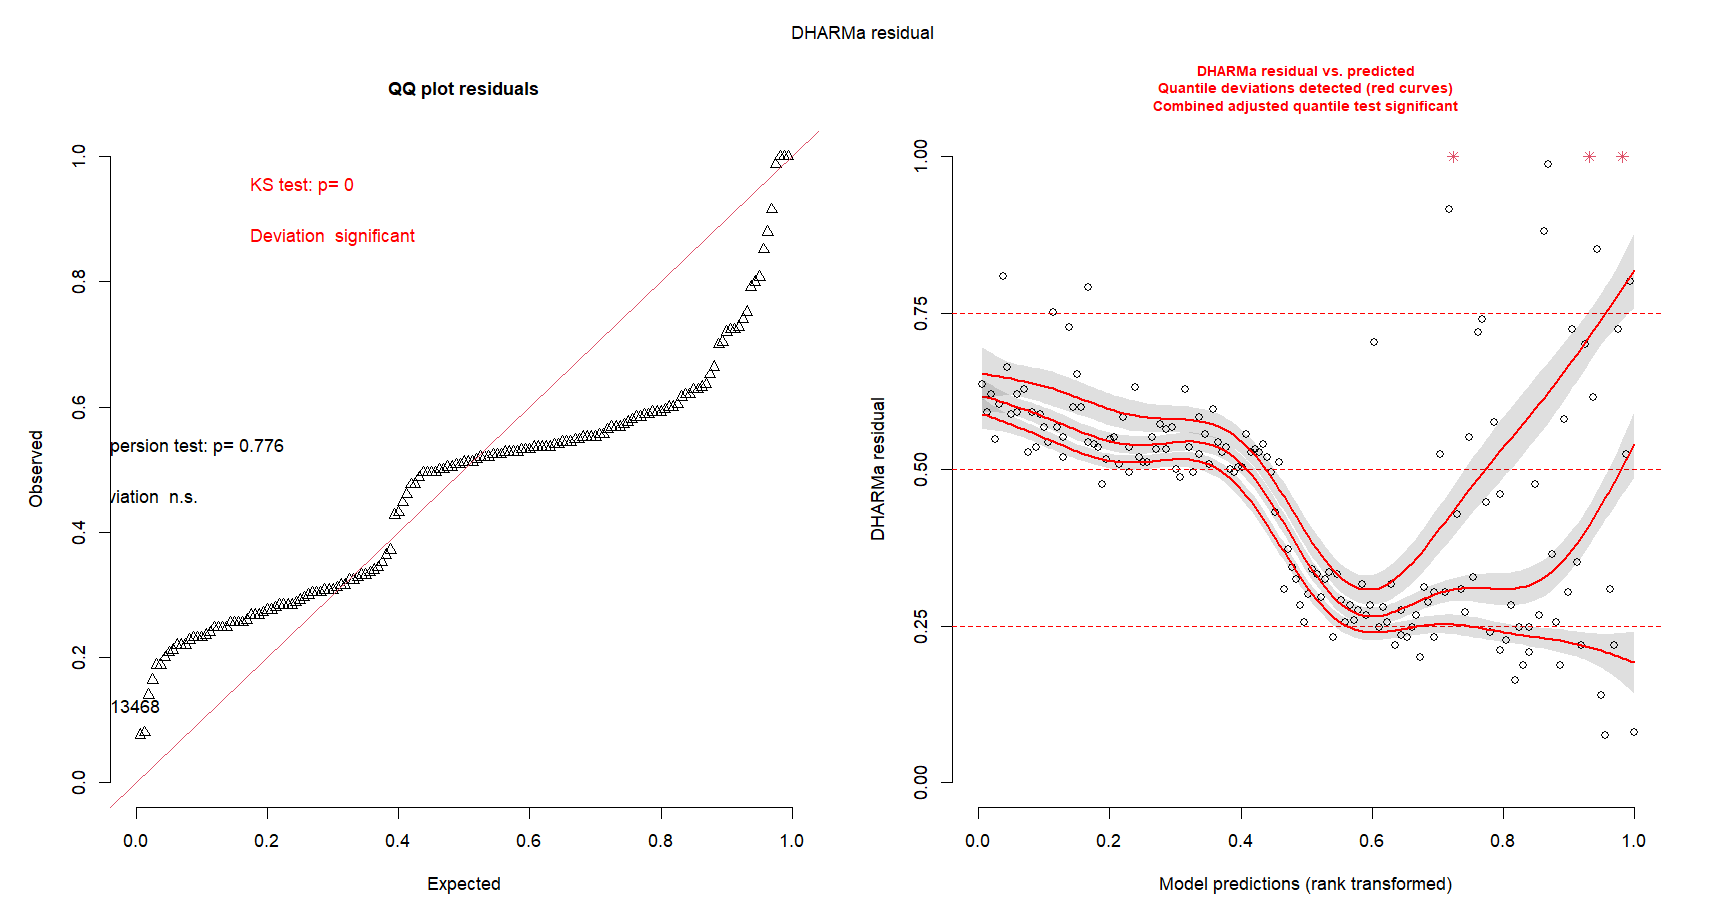 DHARMa residual
QQ plot residuals
KS test: p= 0
Deviation  significant
persion test: p= 0.776
viation  n.s.
13468
Observed
0.0
0.2
0.4
0.6
0.8
1.0
0.0
0.2
0.4
0.6
0.8
1.0
Expected
DHARMa residual vs. predicted
Quantile deviations detected (red curves)
Combined adjusted quantile test significant
DHARMa residual
0.00
0.25
0.50
0.75
1.00
0.0
0.2
0.4
0.6
0.8
1.0
Model predictions (rank transformed)